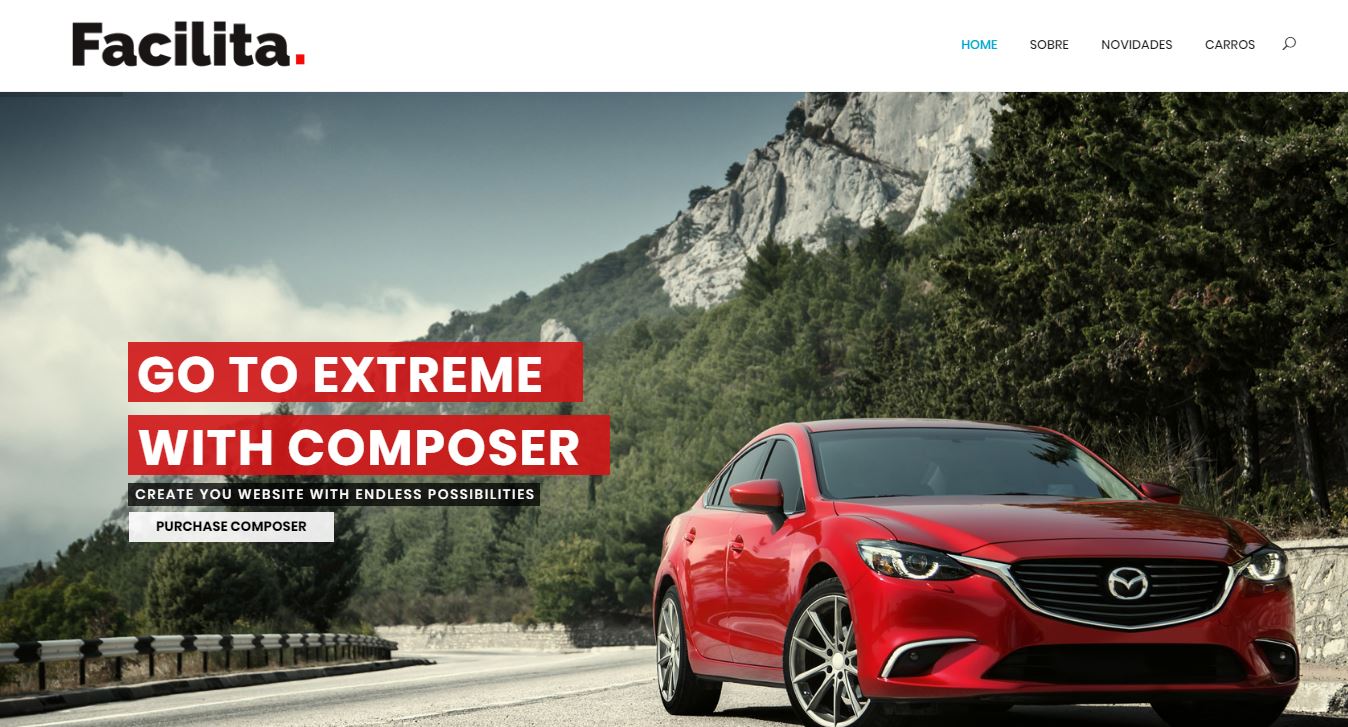 Facilita.
HOME SOBRE NOVIDADES CARROS
GO TO EXTREME
WITH COMPOSER
CREATE YOU WEBSITE WITH ENDLESS POSSIBILITIES
PURCHASE COMPOSER